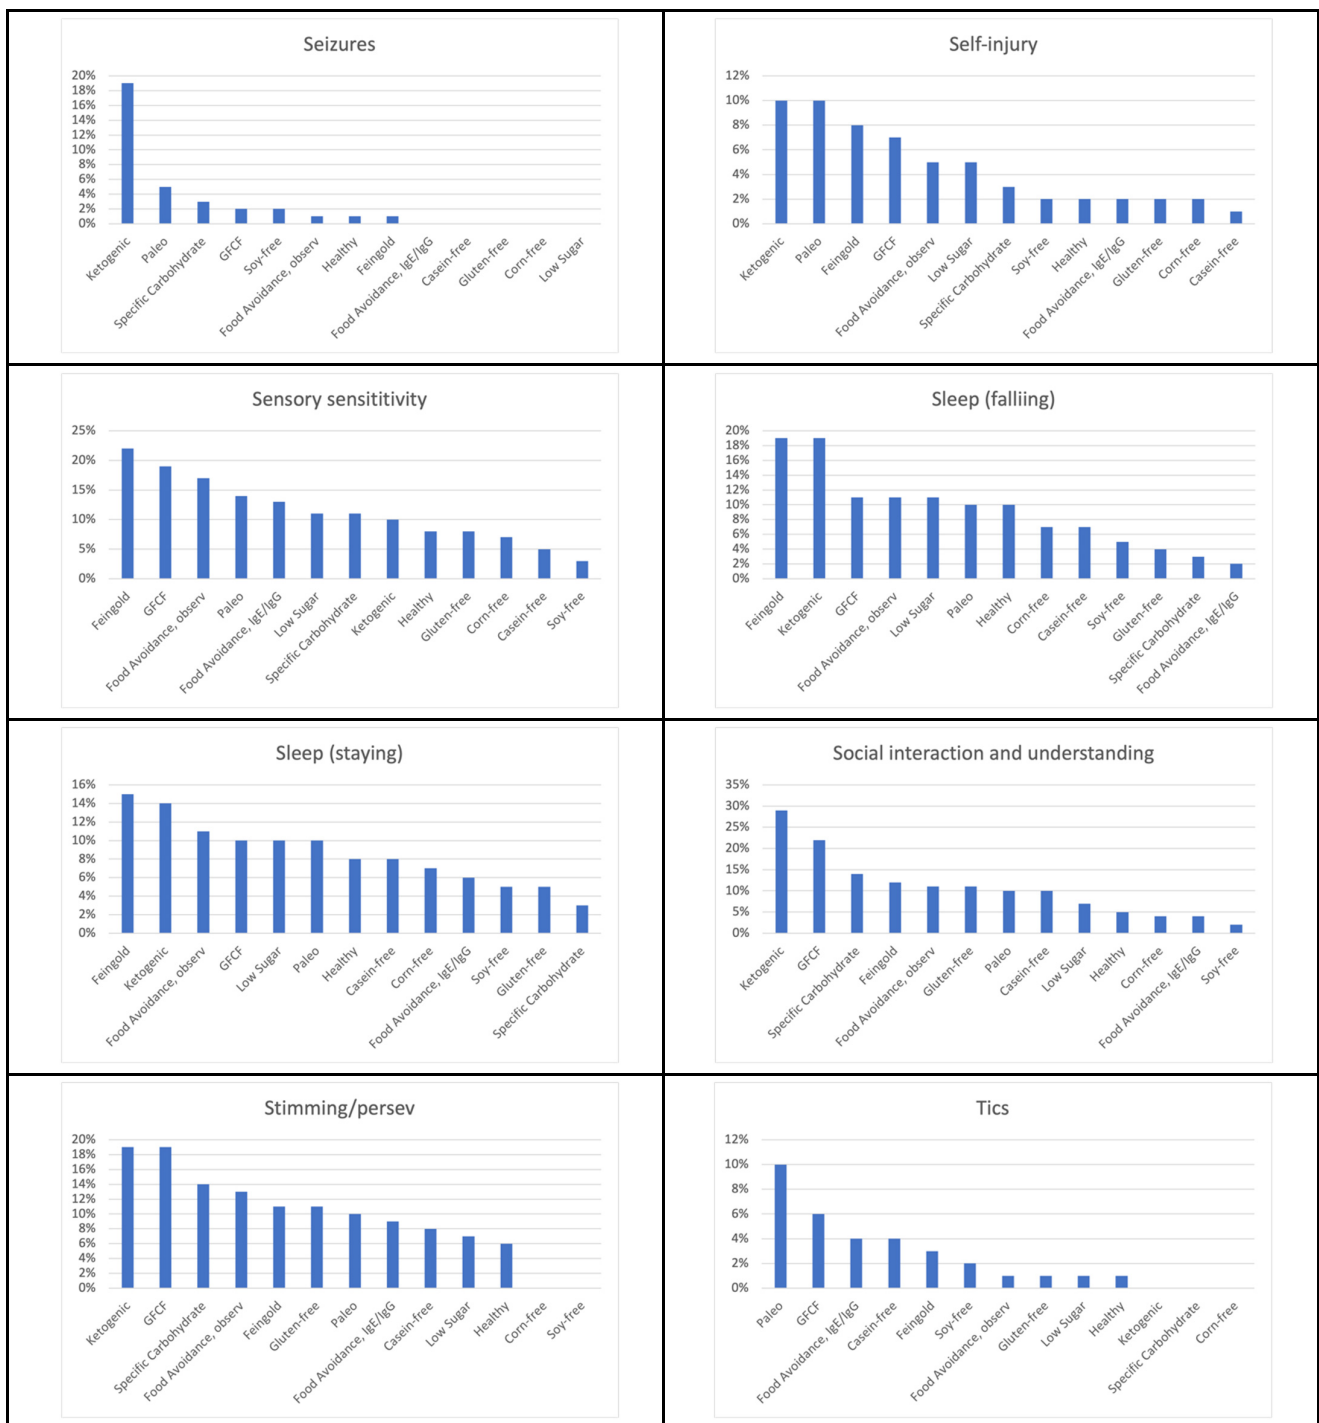 Seizures
20%
18%
16%
14%
12%
10%
8%
6%
4%
2%
0%
Ketogenic
Paleo
Specific Carbohydrate
GFCF
Soy-free
Food Avoidance, observ
Healthy
Feingold
Food Avoidance, IgE/IgG
Casein-free
Gluten-free
Corn-free
Low Sugar
Self-injury
12%
10%
8%
6%
4%
2%
0%
Ketogenic
Paleo
Feingold
GFCF
Food Avoidance, observ
Low Sugar
Specific Carbohydrate
Soy-free
Healthy
Food Avoidance, IgE/IgG
Gluten-free
Corn-free
Casein-free
Sensory sensititivity
25%
20%
15%
10%
5%
0%
Feingold
GFCF
Food Avoidance, observ
Paleo
Food Avoidance, IgE/IgG
Low Sugar
Specific Carbohydrate
Ketogenic
Healthy
Gluten-free
Corn-free
Casein-free
Soy-free
Sleep (falliing)
20%
18%
16%
14%
12%
10%
8%
6%
4%
2%
0%
Feingold
Ketogenic
GFCF
Food Avoidance, observ
Low Sugar
Paleo
Healthy
Corn-free
Casein-free
Soy-free
Gluten-free
Specific Carbohydrate
Food Avoidance, IgE/IgG
Sleep (staying)
16%
14%
12%
10%
8%
6%
4%
2%
0%
Feingold
Ketogenic
Food Avoidance, observ
GFCF
Low Sugar
Paleo
Healthy
Casein-free
Corn-free
Food Avoidance, IgE/IgG
Soy-free
Gluten-free
Specific Carbohydrate
Social interaction and understanding
35%
30%
25%
20%
15%
10%
5%
0%
Ketogenic
GFCF
Specific Carbohydrate
Feingold
Food Avoidance, observ
Gluten-free
Paleo
Casein-free
Low Sugar
Healthy
Corn-free
Food Avoidance, IgE/IgG
Soy-free
Stimming/persev
20%
18%
16%
14%
12%
10%
8%
6%
4%
2%
0%
Ketogenic
GFCF
Specific Carbohydrate
Food Avoidance, observ
Feingold
Gluten-free
Paleo
Food Avoidance, IgE/IgG
Casein-free
Low Sugar
Healthy
Corn-free
Soy-free
Tics
12%
10%
8%
6%
4%
2%
0%
Paleo
GFCF
Food Avoidance, IgE/IgG
Casein-free
Feingold
Soy-free
Food Avoidance, observ
Gluten-free
Low Sugar
Healthy
Ketogenic
Specific Carbohydrate
Corn-free